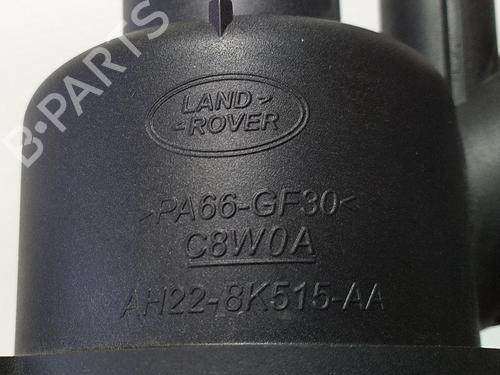 B-PARTS
LAND>
-ROVER
>PA66-GF30<
C8W0A
AH22-8K515-AA